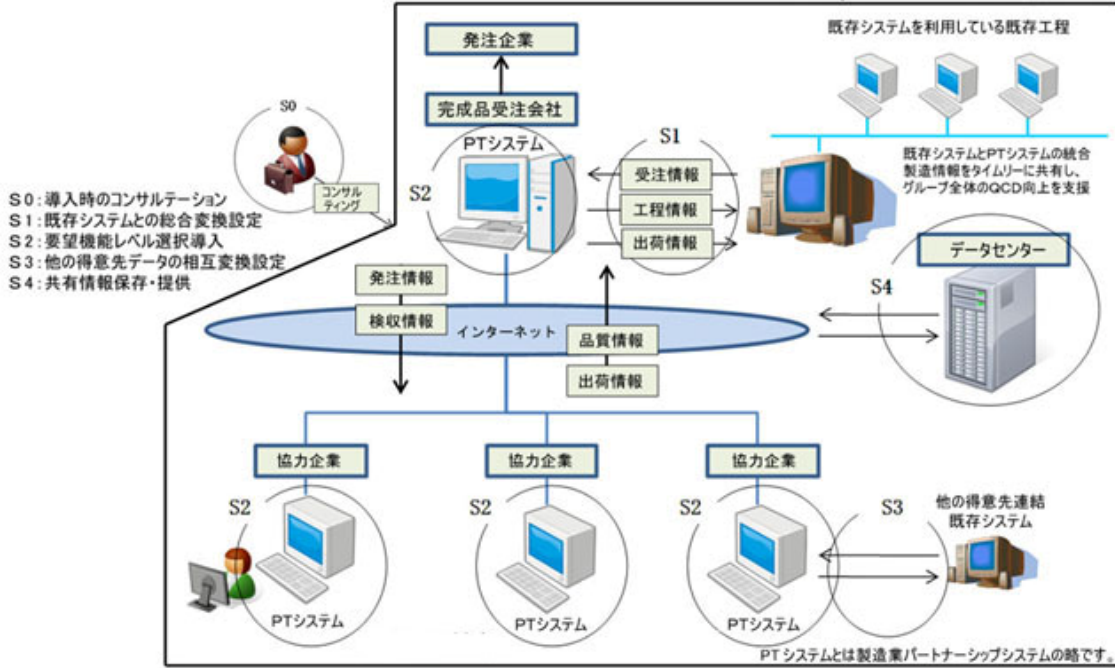 発注企業
完成品受注会社
PTシステム
S2
S0
コンサル
ティング
S0:導入時のコンサルテーション
S1:既存システムとの総合変換設定
S2:要望機能レベル選択導入
S3:他の得意先データの相互変換設定
S4:共有情報保存・提供
S1
受注情報
工程情報
出荷情報
既存システムを利用している既存工程
既存システムとPTシステムの統合
製造情報をタイムリーに共有し、
グループ全体のQCD向上を支援
データセンター
S4
発注情報
検収情報
インターネット
品質情報
出荷情報
協力企業
S2
PTシステム
協力企業
S2
PTシステム
協力企業
S2
PTシステム
S3
他の得意先連結
既存システム
PTシステムとは製造業パートナーシップシステムの略です。